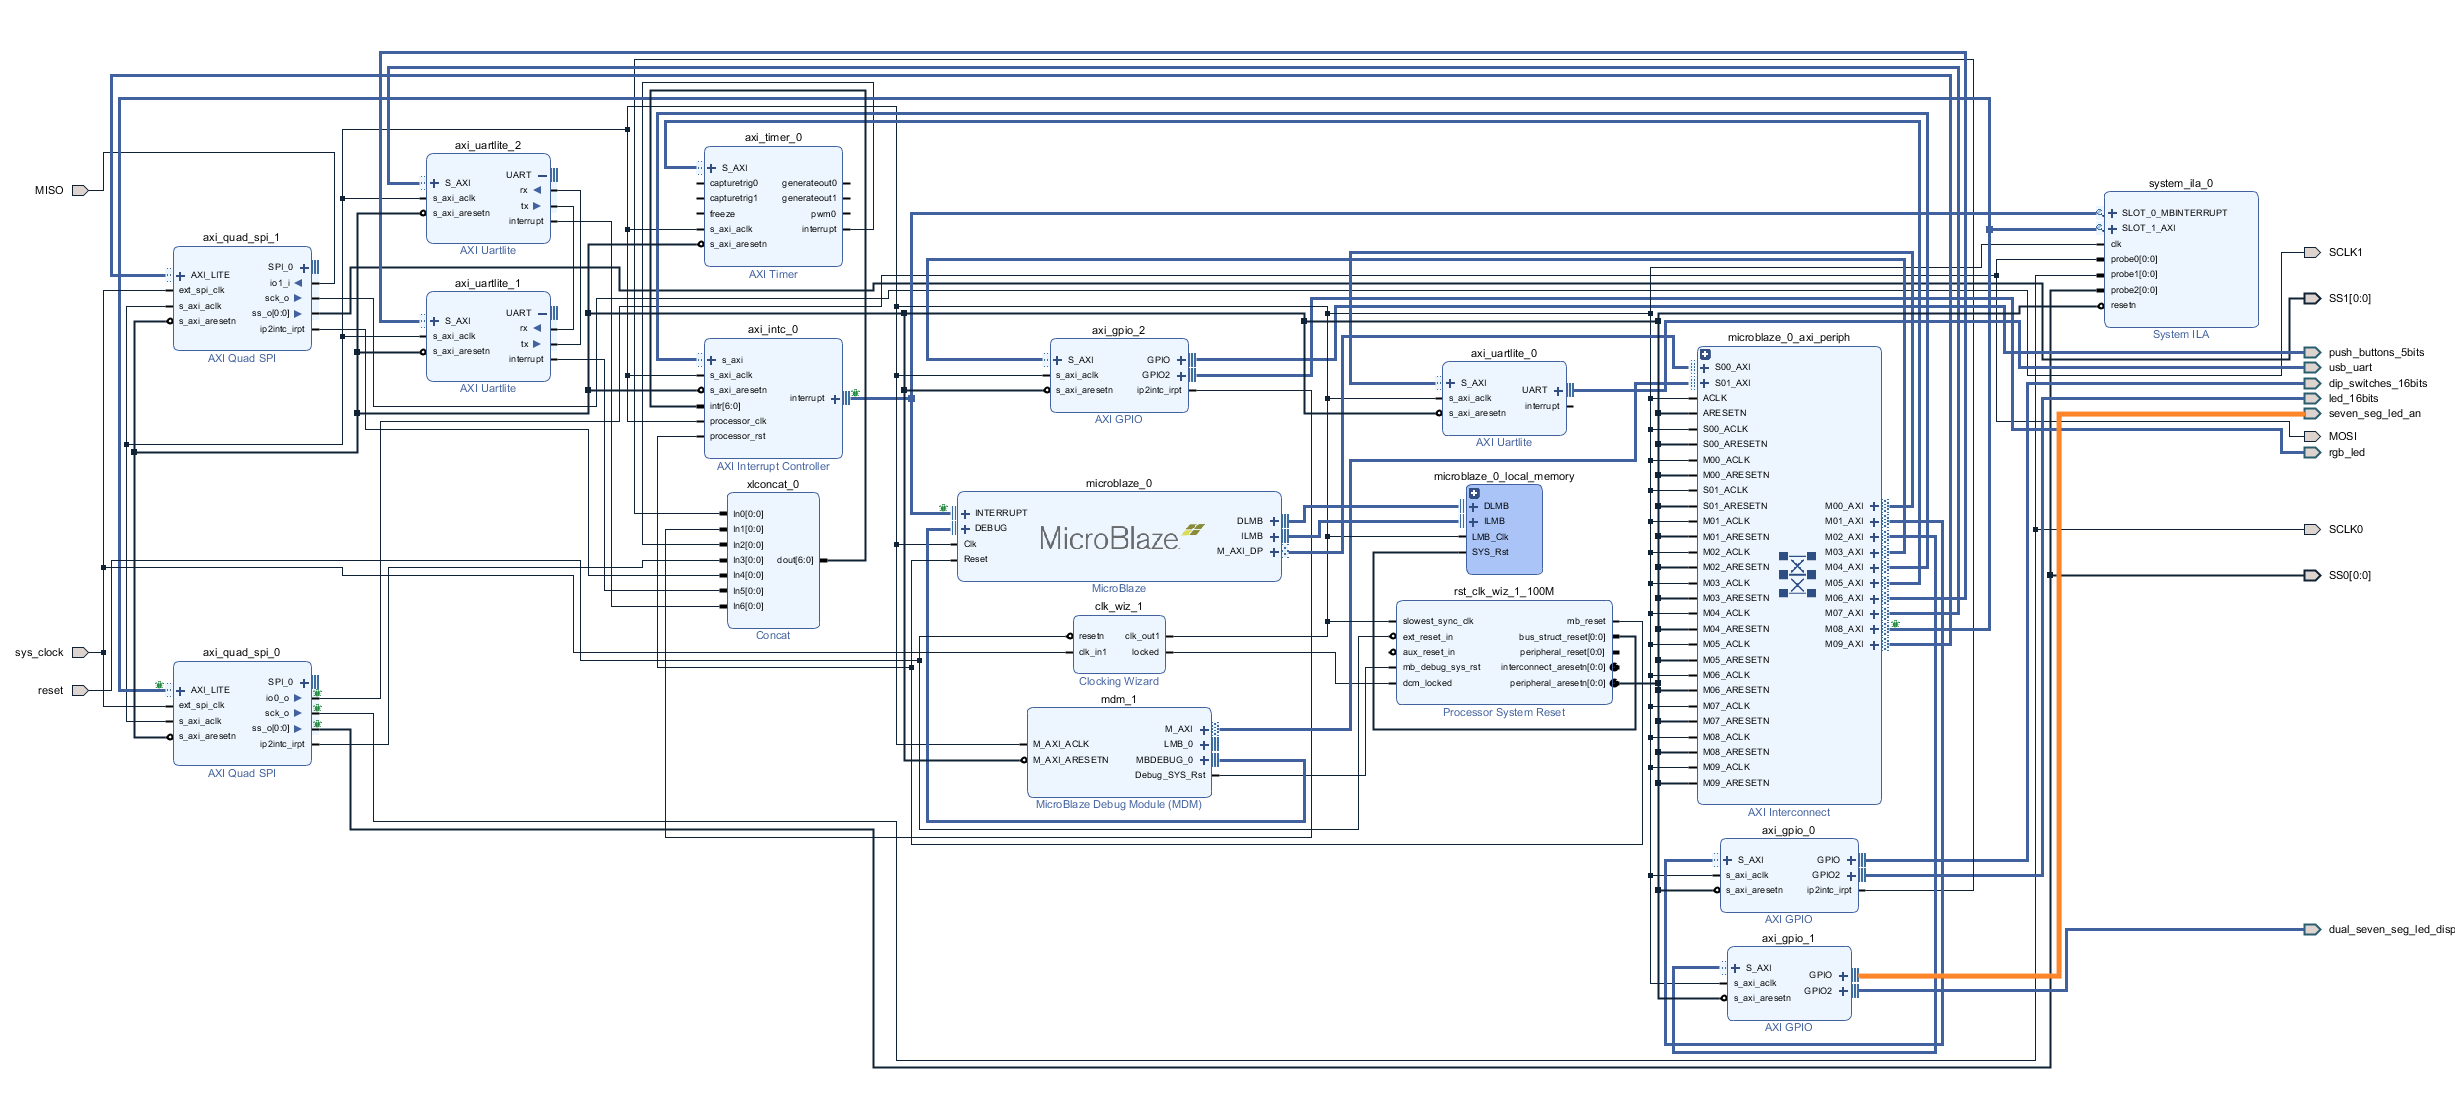 MISO
sys_clock
reset
axi_quad_spi_1
AXI_LITE
ext_spi_clk
s_axi_aclk
s_axi_aresetn
SPI_0
io1_i
sck_o
ss_o[0:0]
ip2intc_irpt
AXI Quad SPI
axi_quad_spi_0
AXI_LITE
ext_spi_clk
s_axi_aclk
s_axi_aresetn
SPI_0
io0_o
sck_o
ss_o[0:0]
ip2intc_irpt
AXI Quad SPI
axi_uartlite_2
S_AXI
s_axi_aclk
s_axi_aresetn
UART
rx
tx
interrupt
AXI Uartlite
axi_uartlite_1
S_AXI
s_axi_aclk
s_axi_aresetn
UART
rx
tx
interrupt
AXI Uartlite
axi_timer_0
S_AXI
capturetrig0
capturetrig1
freeze
s_axi_aclk
s_axi_aresetn
generateout0
generateout1
pwm0
interrupt
AXI Timer
axi_intc_0
s_axi
s_axi_aclk
s_axi_aresetn
intr[6:0]
processor_clk
processor_rst
interrupt
AXI Interrupt Controller
xlconcat_0
In0[0:0]
In1[0:0]
In2[0:0]
In3[0:0]
In4[0:0]
In5[0:0]
In6[0:0]
dout[6:0]
Concat
axi_gpio_2
S_AXI
s_axi_aclk
s_axi_aresetn
GPIO
GPIO2
ip2intc_irpt
AXI GPIO
microblaze_0
INTERRUPT
DEBUG
Clk
Reset
MicroBlaze
DLMB
ILMB
M_AXI_DP
MicroBlaze
clk_wiz_1
resetn
clk_in1
clk_out1
locked
Clocking Wizard
mdm_1
M_AXI_ACLK
M_AXI_ARESETN
M_AXI
LMB_0
MBDEBUG_0
Debug_SYS_Rst
MicroBlaze Debug Module (MDM)
axi_uartlite_0
S_AXI
s_axi_aclk
s_axi_aresetn
UART
interrupt
AXI Uartlite
microblaze_0_local_memory
DLMB
ILMB
LMB_Clk
SYS_Rst
rst_clk_wiz_1_100M
slowest_sync_clk
ext_reset_in
aux_reset_in
mb_debug_sys_rst
dcm_locked
mb_reset
bus_struct_reset[0:0]
peripheral_reset[0:0]
interconnect_aresetn[0:0]
peripheral_aresetn[0:0]
Processor System Reset
microblaze_0_axi_periph
S00_AXI
S01_AXI
ACLK
ARESETN
S00_ACLK
S00_ARESETN
M00_ACLK
M00_ARESETN
S01_ACLK
S01_ARESETN
M01_ACLK
M01_ARESETN
M02_ACLK
M02_ARESETN
M03_ACLK
M03_ARESETN
M04_ACLK
M04_ARESETN
M05_ACLK
M05_ARESETN
M06_ACLK
M06_ARESETN
M07_ACLK
M07_ARESETN
M08_ACLK
M08_ARESETN
M09_ACLK
M09_ARESETN
M00_AXI
M01_AXI
M02_AXI
M03_AXI
M04_AXI
M05_AXI
M06_AXI
M07_AXI
M08_AXI
M09_AXI
AXI Interconnect
axi_gpio_0
S_AXI
s_axi_aclk
s_axi_aresetn
GPIO
GPIO2
ip2intc_irpt
AXI GPIO
axi_gpio_1
S_AXI
s_axi_aclk
s_axi_aresetn
GPIO
GPIO2
AXI GPIO
system_ila_0
SLOT_0_MBINTERRUPT
SLOT_1_AXI
clk
probe0[0:0]
probe1[0:0]
probe2[0:0]
resetn
System ILA
SCLK1
SS1[0:0]
push_buttons_5bits
usb_uart
dip_switches_16bits
led_16bits
seven_seg_led_an
MOSI
rgb_led
SCLK0
SS0[0:0]
dual_seven_seg_led_disp